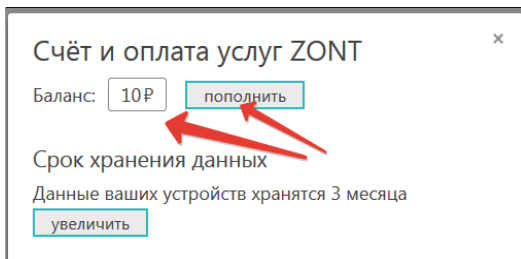 Счёт и оплата услуг ZONT
Баланс: 10₽ пополнить
Срок хранения данных
Данные ваших устройств хранятся 3 месяца
увеличить